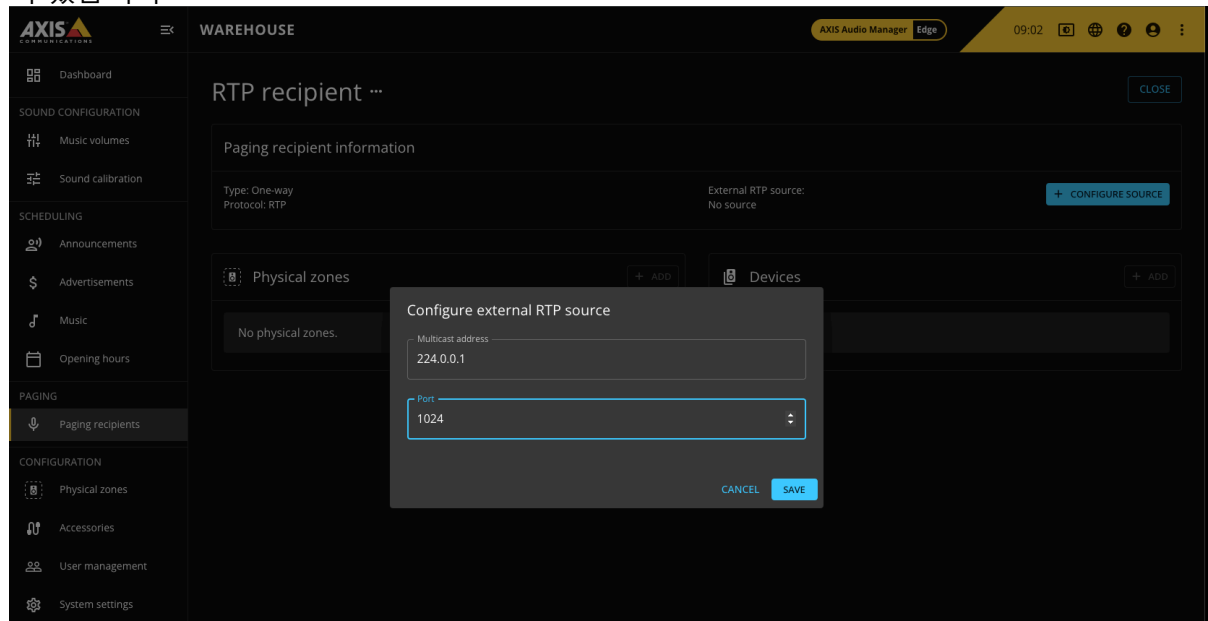 AXIS
COMMUNICATIONS
WAREHOUSE
AXIS Audio Manager Edge
09:02
Dashboard
SOUND CONFIGURATION
Music volumes
Sound calibration
SCHEDULING
Announcements
Advertisements
Music
Opening hours
PAGING
Paging recipients
CONFIGURATION
Physical zones
Accessories
User management
System settings
RTP recipient ···
CLOSE
Paging recipient information
Type: One-way
Protocol: RTP
External RTP source:
No source
+ CONFIGURE SOURCE
Physical zones
+ ADD
No physical zones.
Devices
+ ADD
Configure external RTP source
Multicast address
224.0.0.1
Port
1024
CANCEL
SAVE